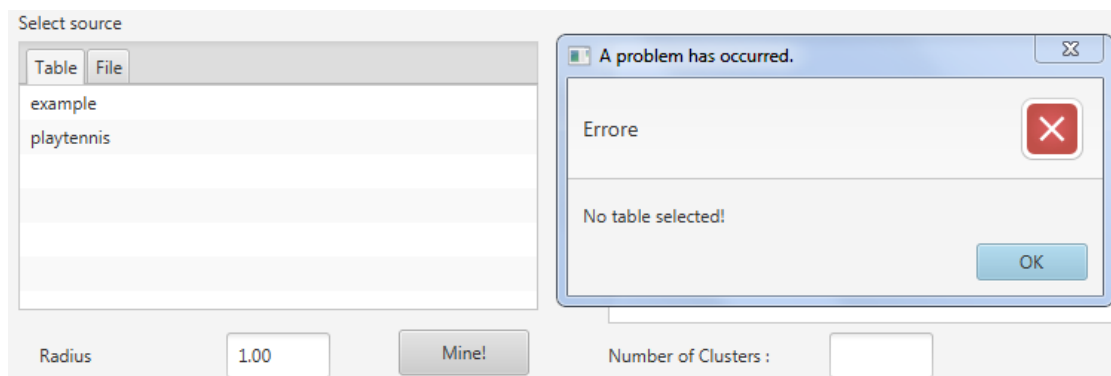 Select source
Table File
example
playtennis
Radius 1.00 Mine!
A problem has occurred.
Errore
No table selected!
OK
Number of Clusters :